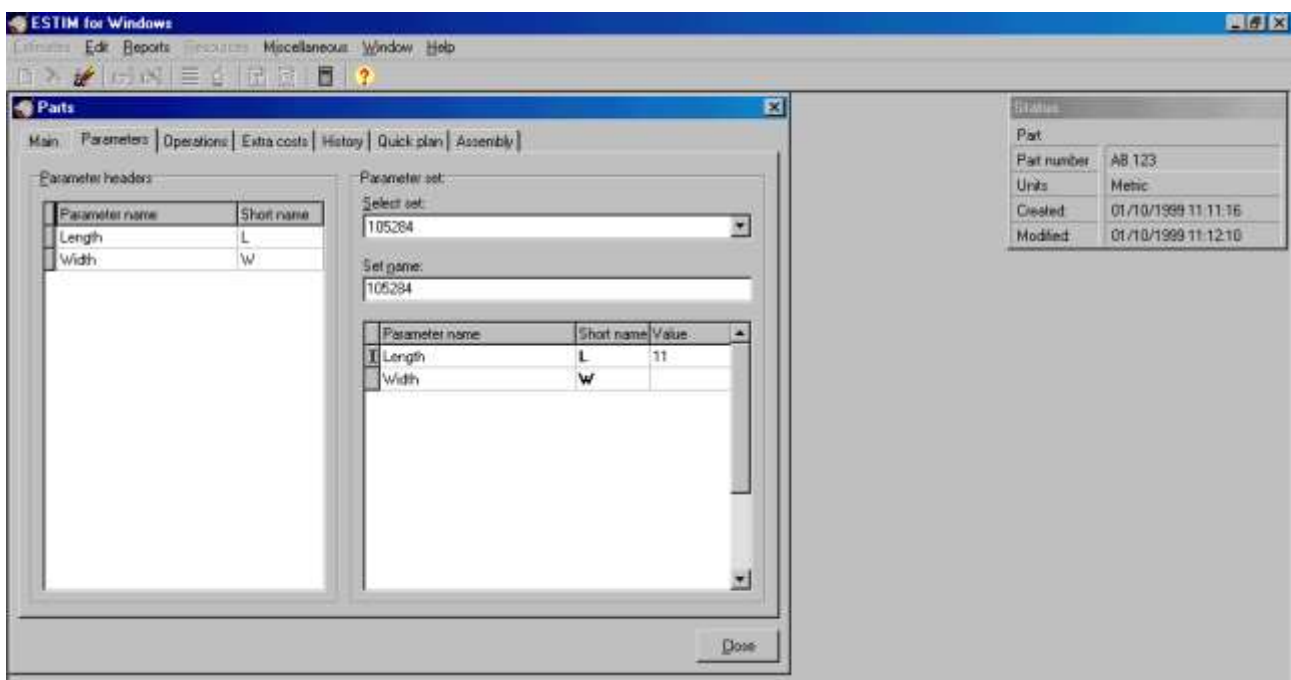 ESTIM for Windows
Estimates Edit Reports Resources Miscellaneous Window Help
Parts
Main Parameters Operations Extra costs History Quick plan Assembly
Parameter headers:
Parameter name Short name
Length L
Width W
Parameter set:
Select set:
105284
Set name:
105284
Parameter name Short name Value
Length L 11
Width W
Close
Status
Part
Part number AB 123
Units Metric
Created: 01/10/1999 11:11:16
Modified: 01/10/1999 11:12:10